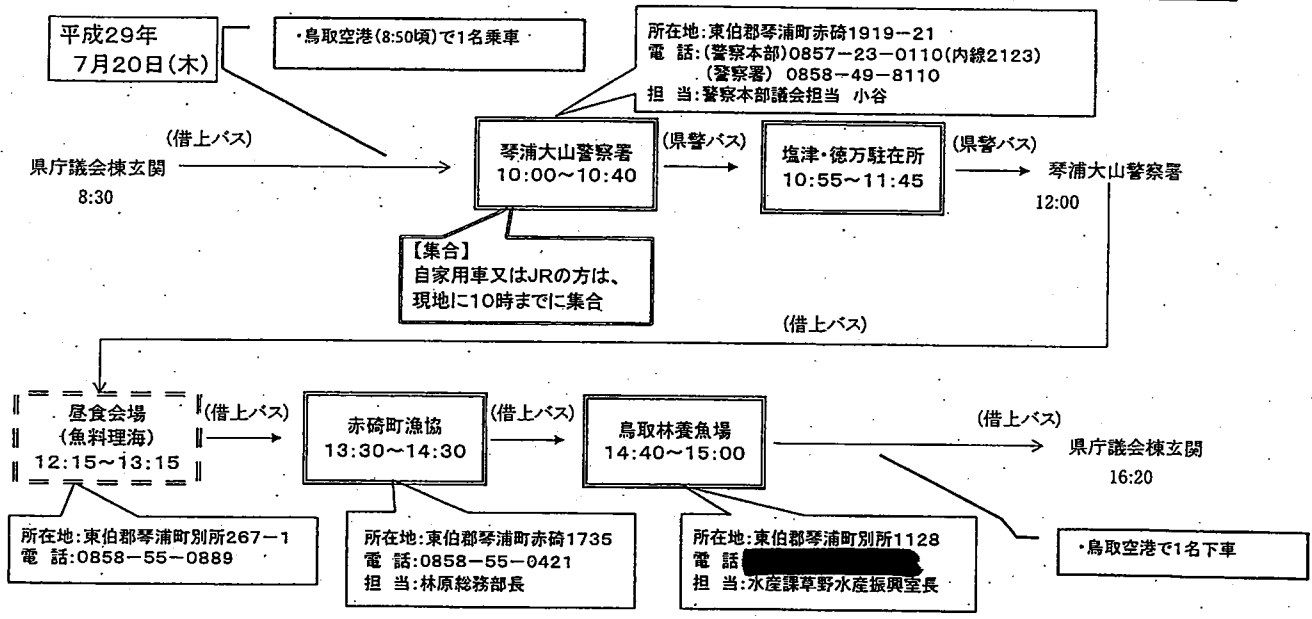 平成29年
7月20日(木)
・鳥取空港(8:50頃)で1名乗車
所在地:東伯郡琴浦町赤碕1919-21
電 話:(警察本部)0857-23-0110(内線2123)
(警察署) 0858-49-8110
担 当:警察本部議会担当 小谷
県庁議会棟玄関
8:30
(借上バス)
琴浦大山警察署
10:00~10:40
(県警バス)
塩津・徳万駐在所
10:55~11:45
(県警バス)
琴浦大山警察署
12:00
【集合】
自家用車又はJRの方は、
現地に10時までに集合
(借上バス)
昼食会場
(魚料理海)
12:15~13:15
(借上バス)
赤碕町漁協
13:30~14:30
(借上バス)
鳥取林養魚場
14:40~15:00
(借上バス)
県庁議会棟玄関
16:20
所在地:東伯郡琴浦町別所267-1
電 話:0858-55-0889
所在地:東伯郡琴浦町赤碕1735
電 話:0858-55-0421
担 当:林原総務部長
所在地:東伯郡琴浦町別所1128
電 話
担 当:水産課草野水産振興室長
・鳥取空港で1名下車